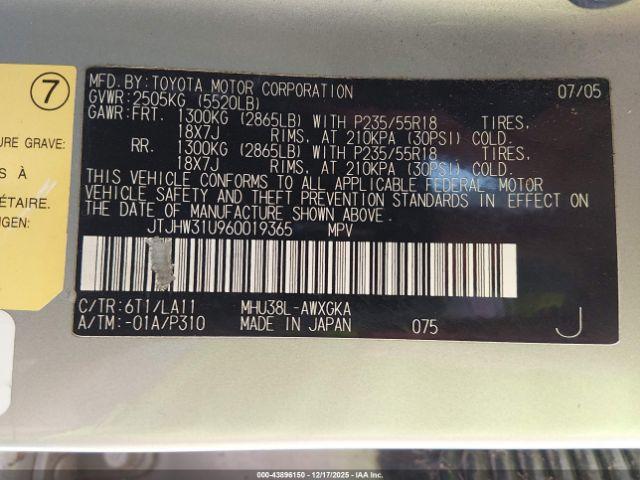 7
URE GRAVE:
S À
ÉTAIRE.
NGEN:
MFD.BY:TOYOTA MOTOR CORPORATION 07/05
GVWR:2505KG (5520LB)
GAWR:FRT. 1300KG (2865LB) WITH P235/55R18 TIRES.
18X7J RIMS. AT 210KPA (30PSI) COLD.
RR. 1300KG (2865LB) WITH P235/55R18 TIRES.
18X7J RIMS. AT 210KPA (30PSI) COLD.
THIS VEHICLE CONFORMS TO ALL APPLICABLE FEDERAL MOTOR
VEHICLE SAFETY AND THEFT PREVENTION STANDARDS IN EFFECT ON
THE DATE OF MANUFACTURE SHOWN ABOVE.
JTJHW31U960019365 MPV
C/TR:6T1/LA11 MHU38L-AWXGKA
A/TM:-01A/P310 MADE IN JAPAN 075 J
000-43896150 - 12/17/2025 - IAA Inc.